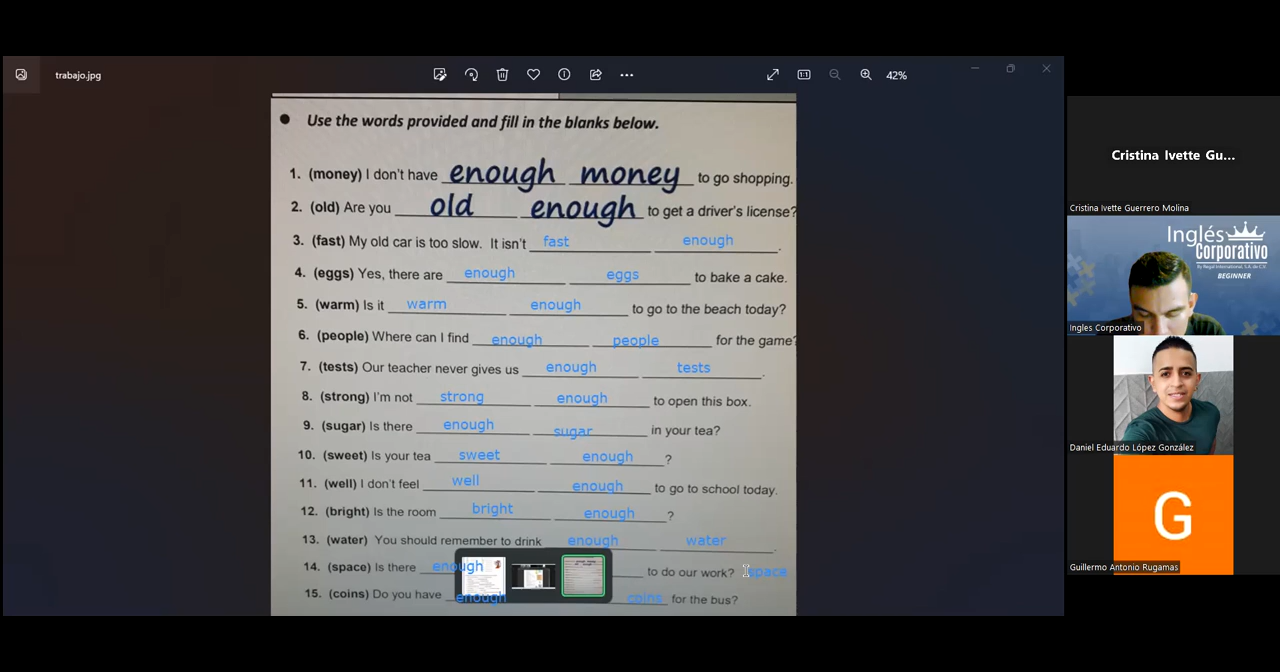 trabajo.jpg
42%
Use the words provided and fill in the blanks below.
1. (money) I don't have enough money to go shopping.
2. (old) Are you old enough to get a driver's license?
3. (fast) My old car is too slow. It isn't fast enough.
4. (eggs) Yes, there are enough eggs to bake a cake.
5. (warm) Is it warm enough to go to the beach today?
6. (people) Where can I find enough people for the game?
7. (tests) Our teacher never gives us enough tests.
8. (strong) I'm not strong enough to open this box.
9. (sugar) Is there enough sugar in your tea?
10. (sweet) Is your tea sweet enough?
11. (well) I don't feel well enough to go to school today.
12. (bright) Is the room bright enough?
13. (water) You should remember to drink enough water.
14. (space) Is there enough to do our work? space
15. (coins) Do you have enough coins for the bus?
Cristina Ivette Gu...
Cristina Ivette Guerrero Molina
Inglés
Corporativo
BEGINNER
Ingles Corporativo
Daniel Eduardo López González
G
Guillermo Antonio Rugamas